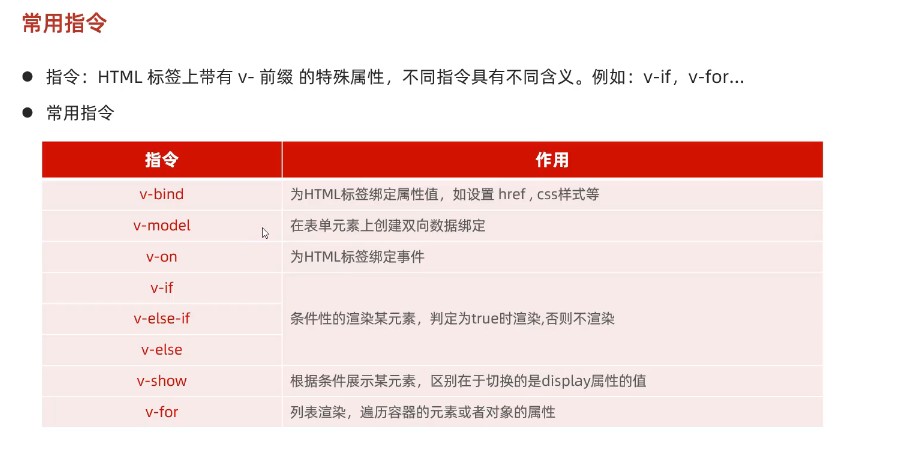 常用指令
指令：HTML 标签上带有 v- 前缀 的特殊属性，不同指令具有不同含义。例如：v-if，v-for…
常用指令
指令 作用
v-bind 为HTML标签绑定属性值，如设置 href , css样式等
v-model 在表单元素上创建双向数据绑定
v-on 为HTML标签绑定事件
v-if
v-else-if 条件性的渲染某元素，判定为true时渲染,否则不渲染
v-else
v-show 根据条件展示某元素，区别在于切换的是display属性的值
v-for 列表渲染，遍历容器的元素或者对象的属性